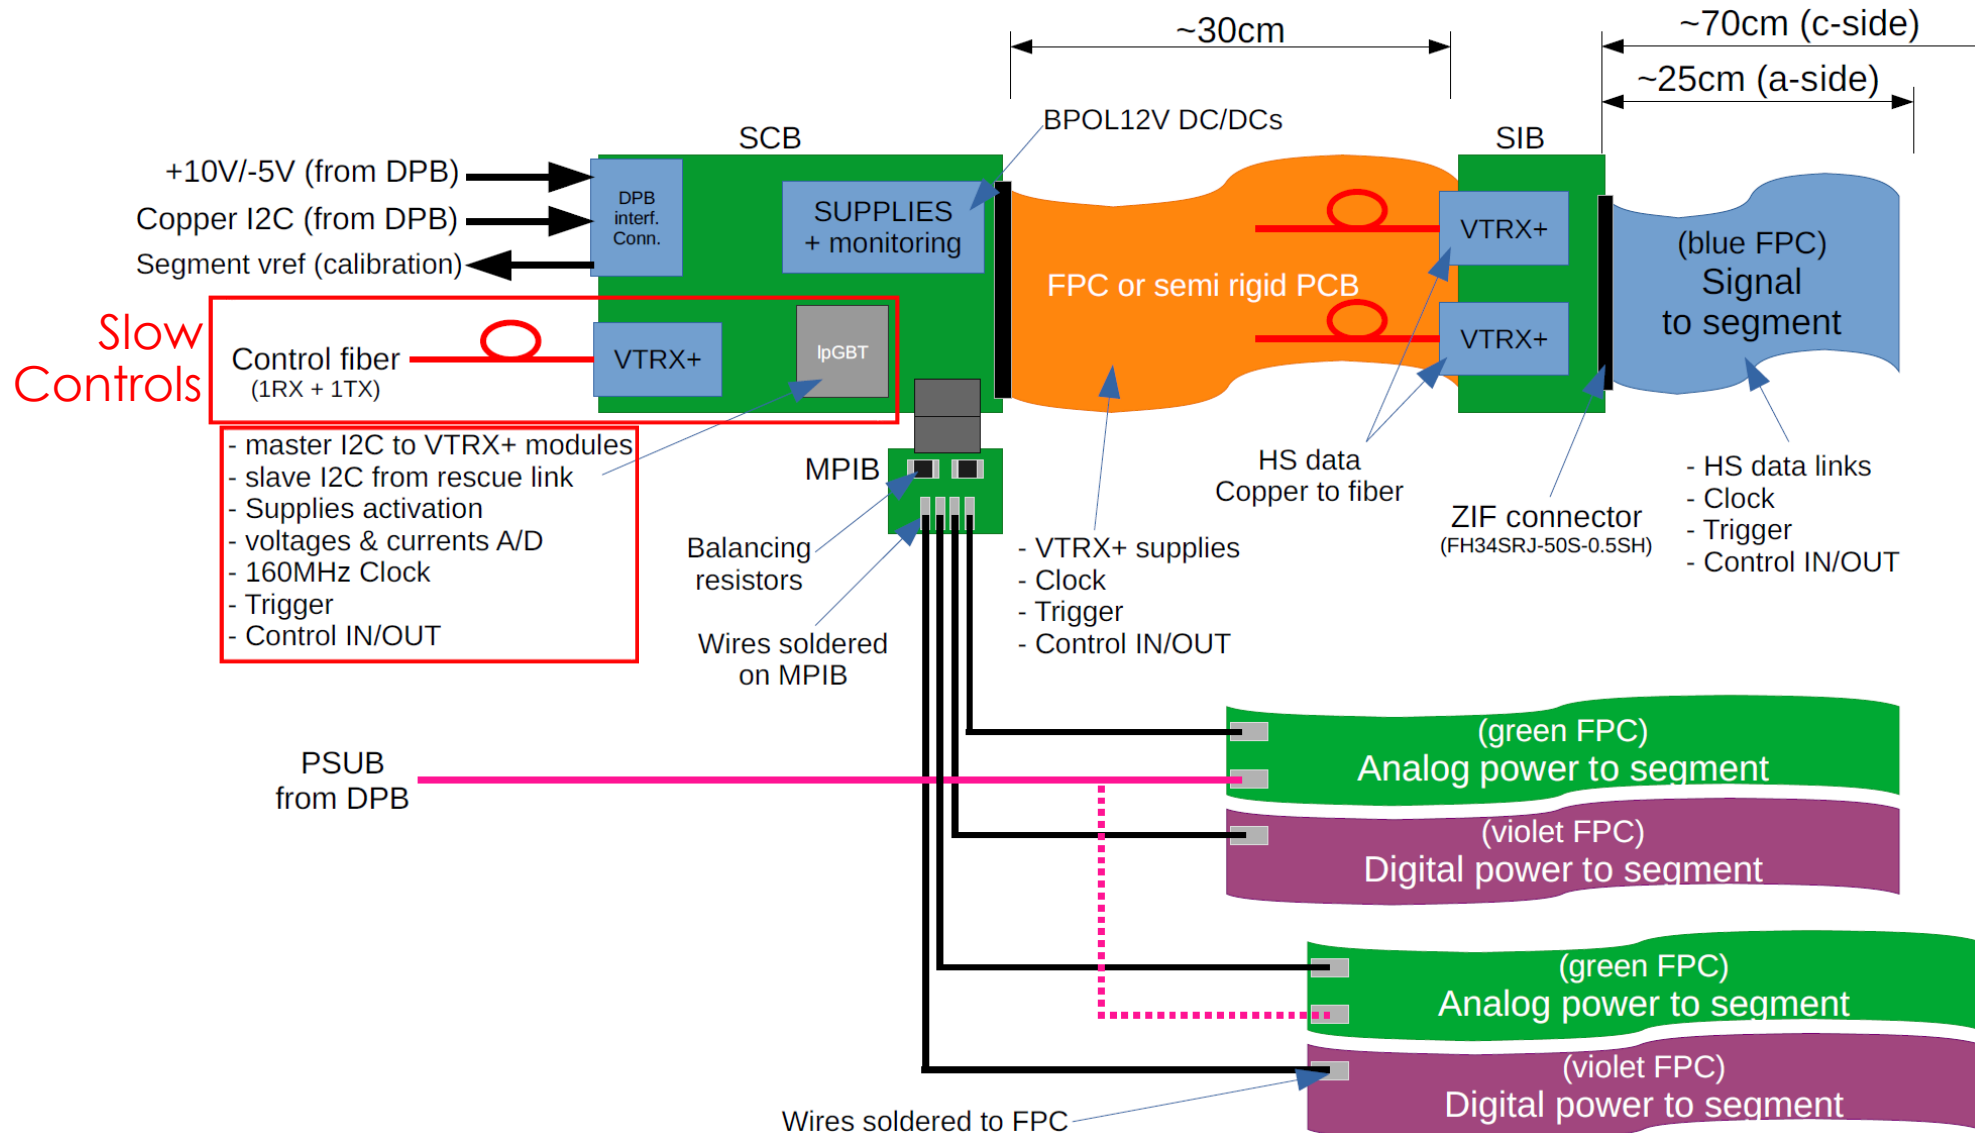 ~30cm
~70cm (c-side)
~25cm (a-side)
BPOL12V DC/DCs
SCB
SIB
+10V/-5V (from DPB)
Copper I2C (from DPB)
Segment vref (calibration)
DPB
interf.
Conn.
SUPPLIES
+ monitoring
VTRX+
(blue FPC)
Signal
to segment
FPC or semi rigid PCB
Slow
Controls
Control fiber
(1RX + 1TX)
VTRX+
lpGBT
VTRX+
- master I2C to VTRX+ modules
- slave I2C from rescue link
- Supplies activation
- voltages & currents A/D
- 160MHz Clock
- Trigger
- Control IN/OUT
MPIB
Balancing
resistors
Wires soldered
on MPIB
- VTRX+ supplies
- Clock
- Trigger
- Control IN/OUT
HS data
Copper to fiber
ZIF connector
(FH34SRJ-50S-0.5SH)
- HS data links
- Clock
- Trigger
- Control IN/OUT
PSUB
from DPB
(green FPC)
Analog power to segment
(violet FPC)
Digital power to segment
(green FPC)
Analog power to segment
(violet FPC)
Digital power to segment
Wires soldered to FPC